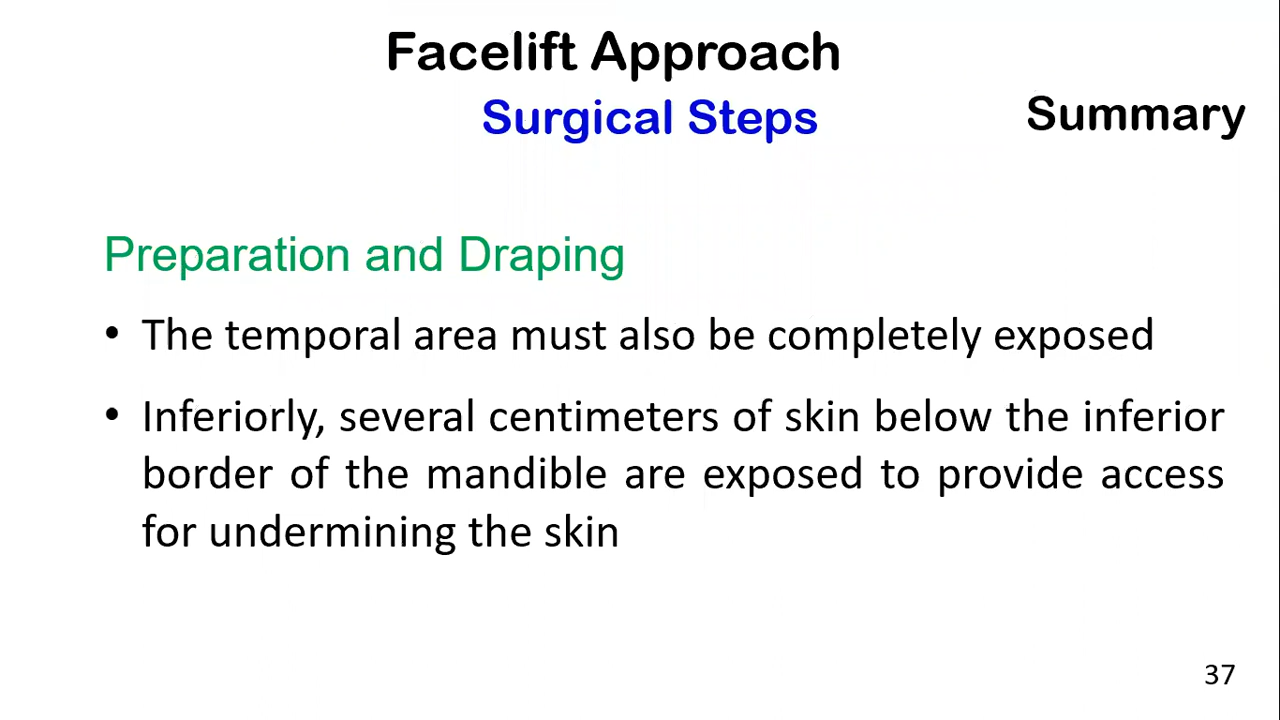 Facelift Approach
Surgical Steps
Summary
Preparation and Draping
• The temporal area must also be completely exposed
• Inferiorly, several centimeters of skin below the inferior
border of the mandible are exposed to provide access
for undermining the skin
37